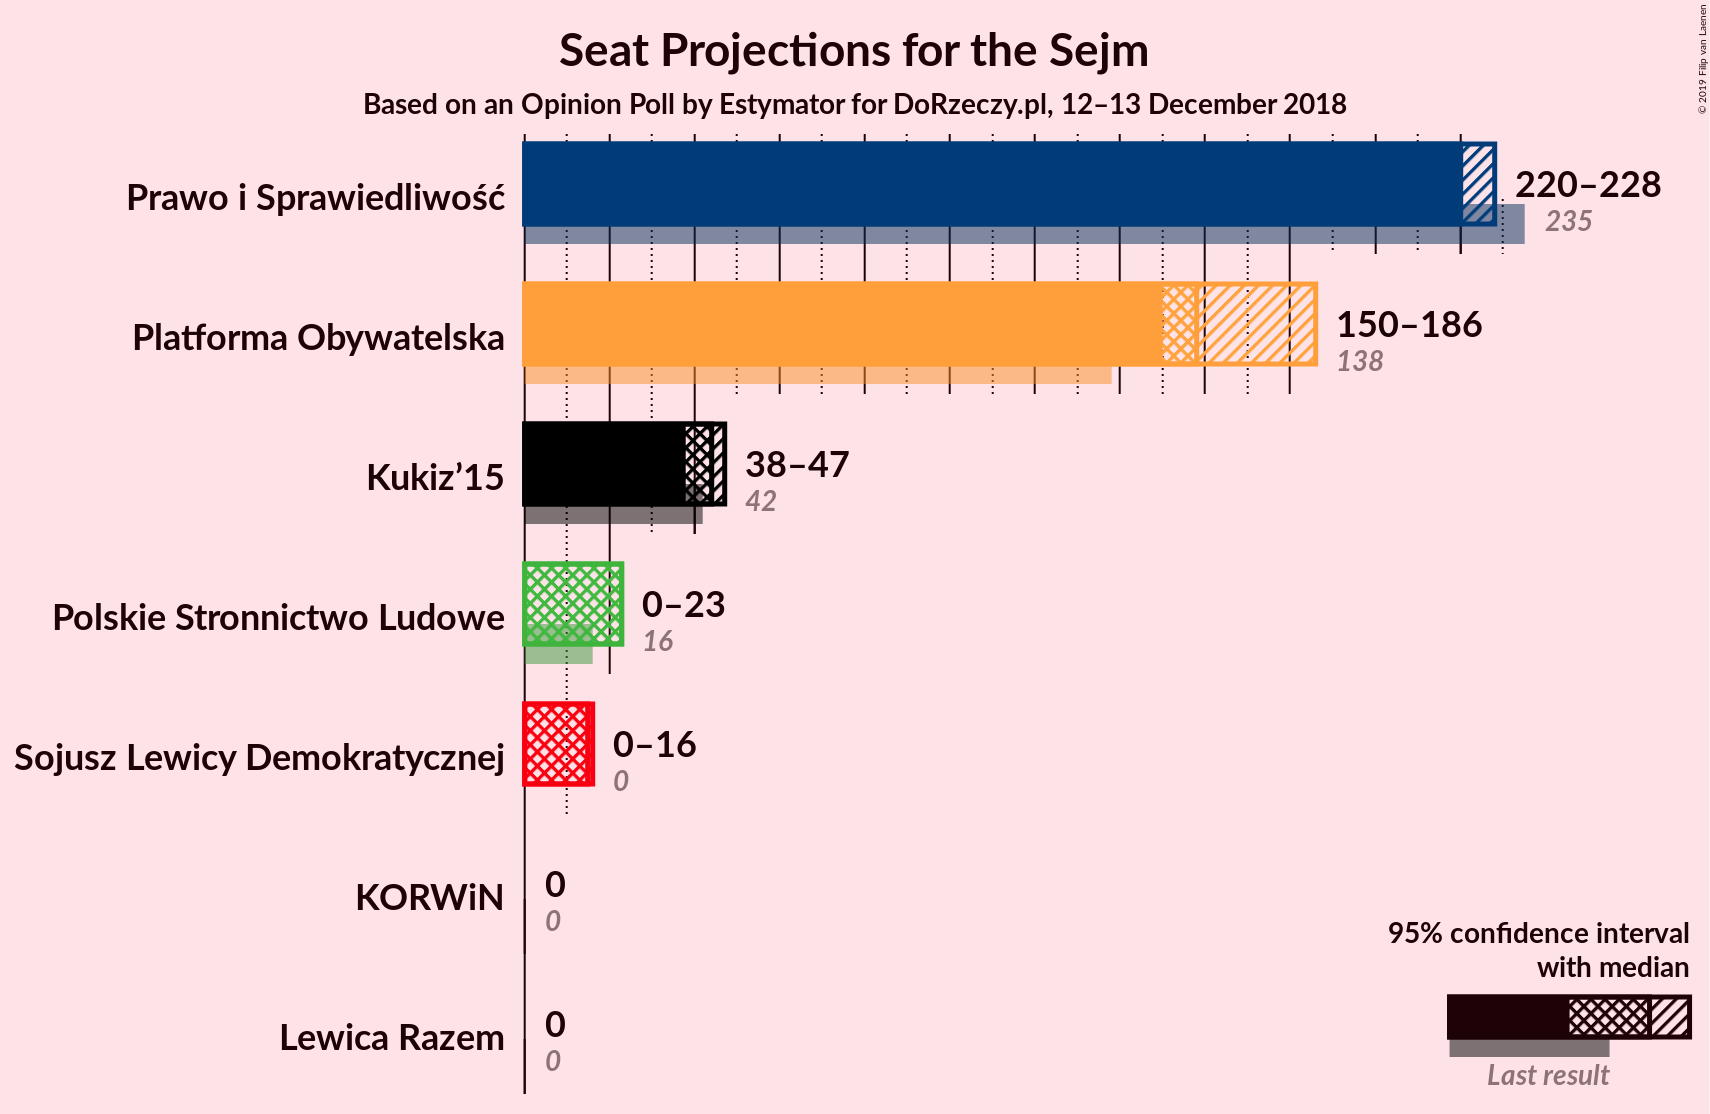 Seat Projections for the Sejm
Based on an Opinion Poll by Estymator for DoRzeczy.pl, 12–13 December 2018
© 2019 Filip van Laenen
Prawo i Sprawiedliwość
220–228
235
Platforma Obywatelska
150–186
138
Kukiz’15
38–47
42
Polskie Stronnictwo Ludowe
0–23
16
Sojusz Lewicy Demokratycznej
0–16
0
KORWiN
0
0
Lewica Razem
0
0
95% confidence interval
with median
Last result